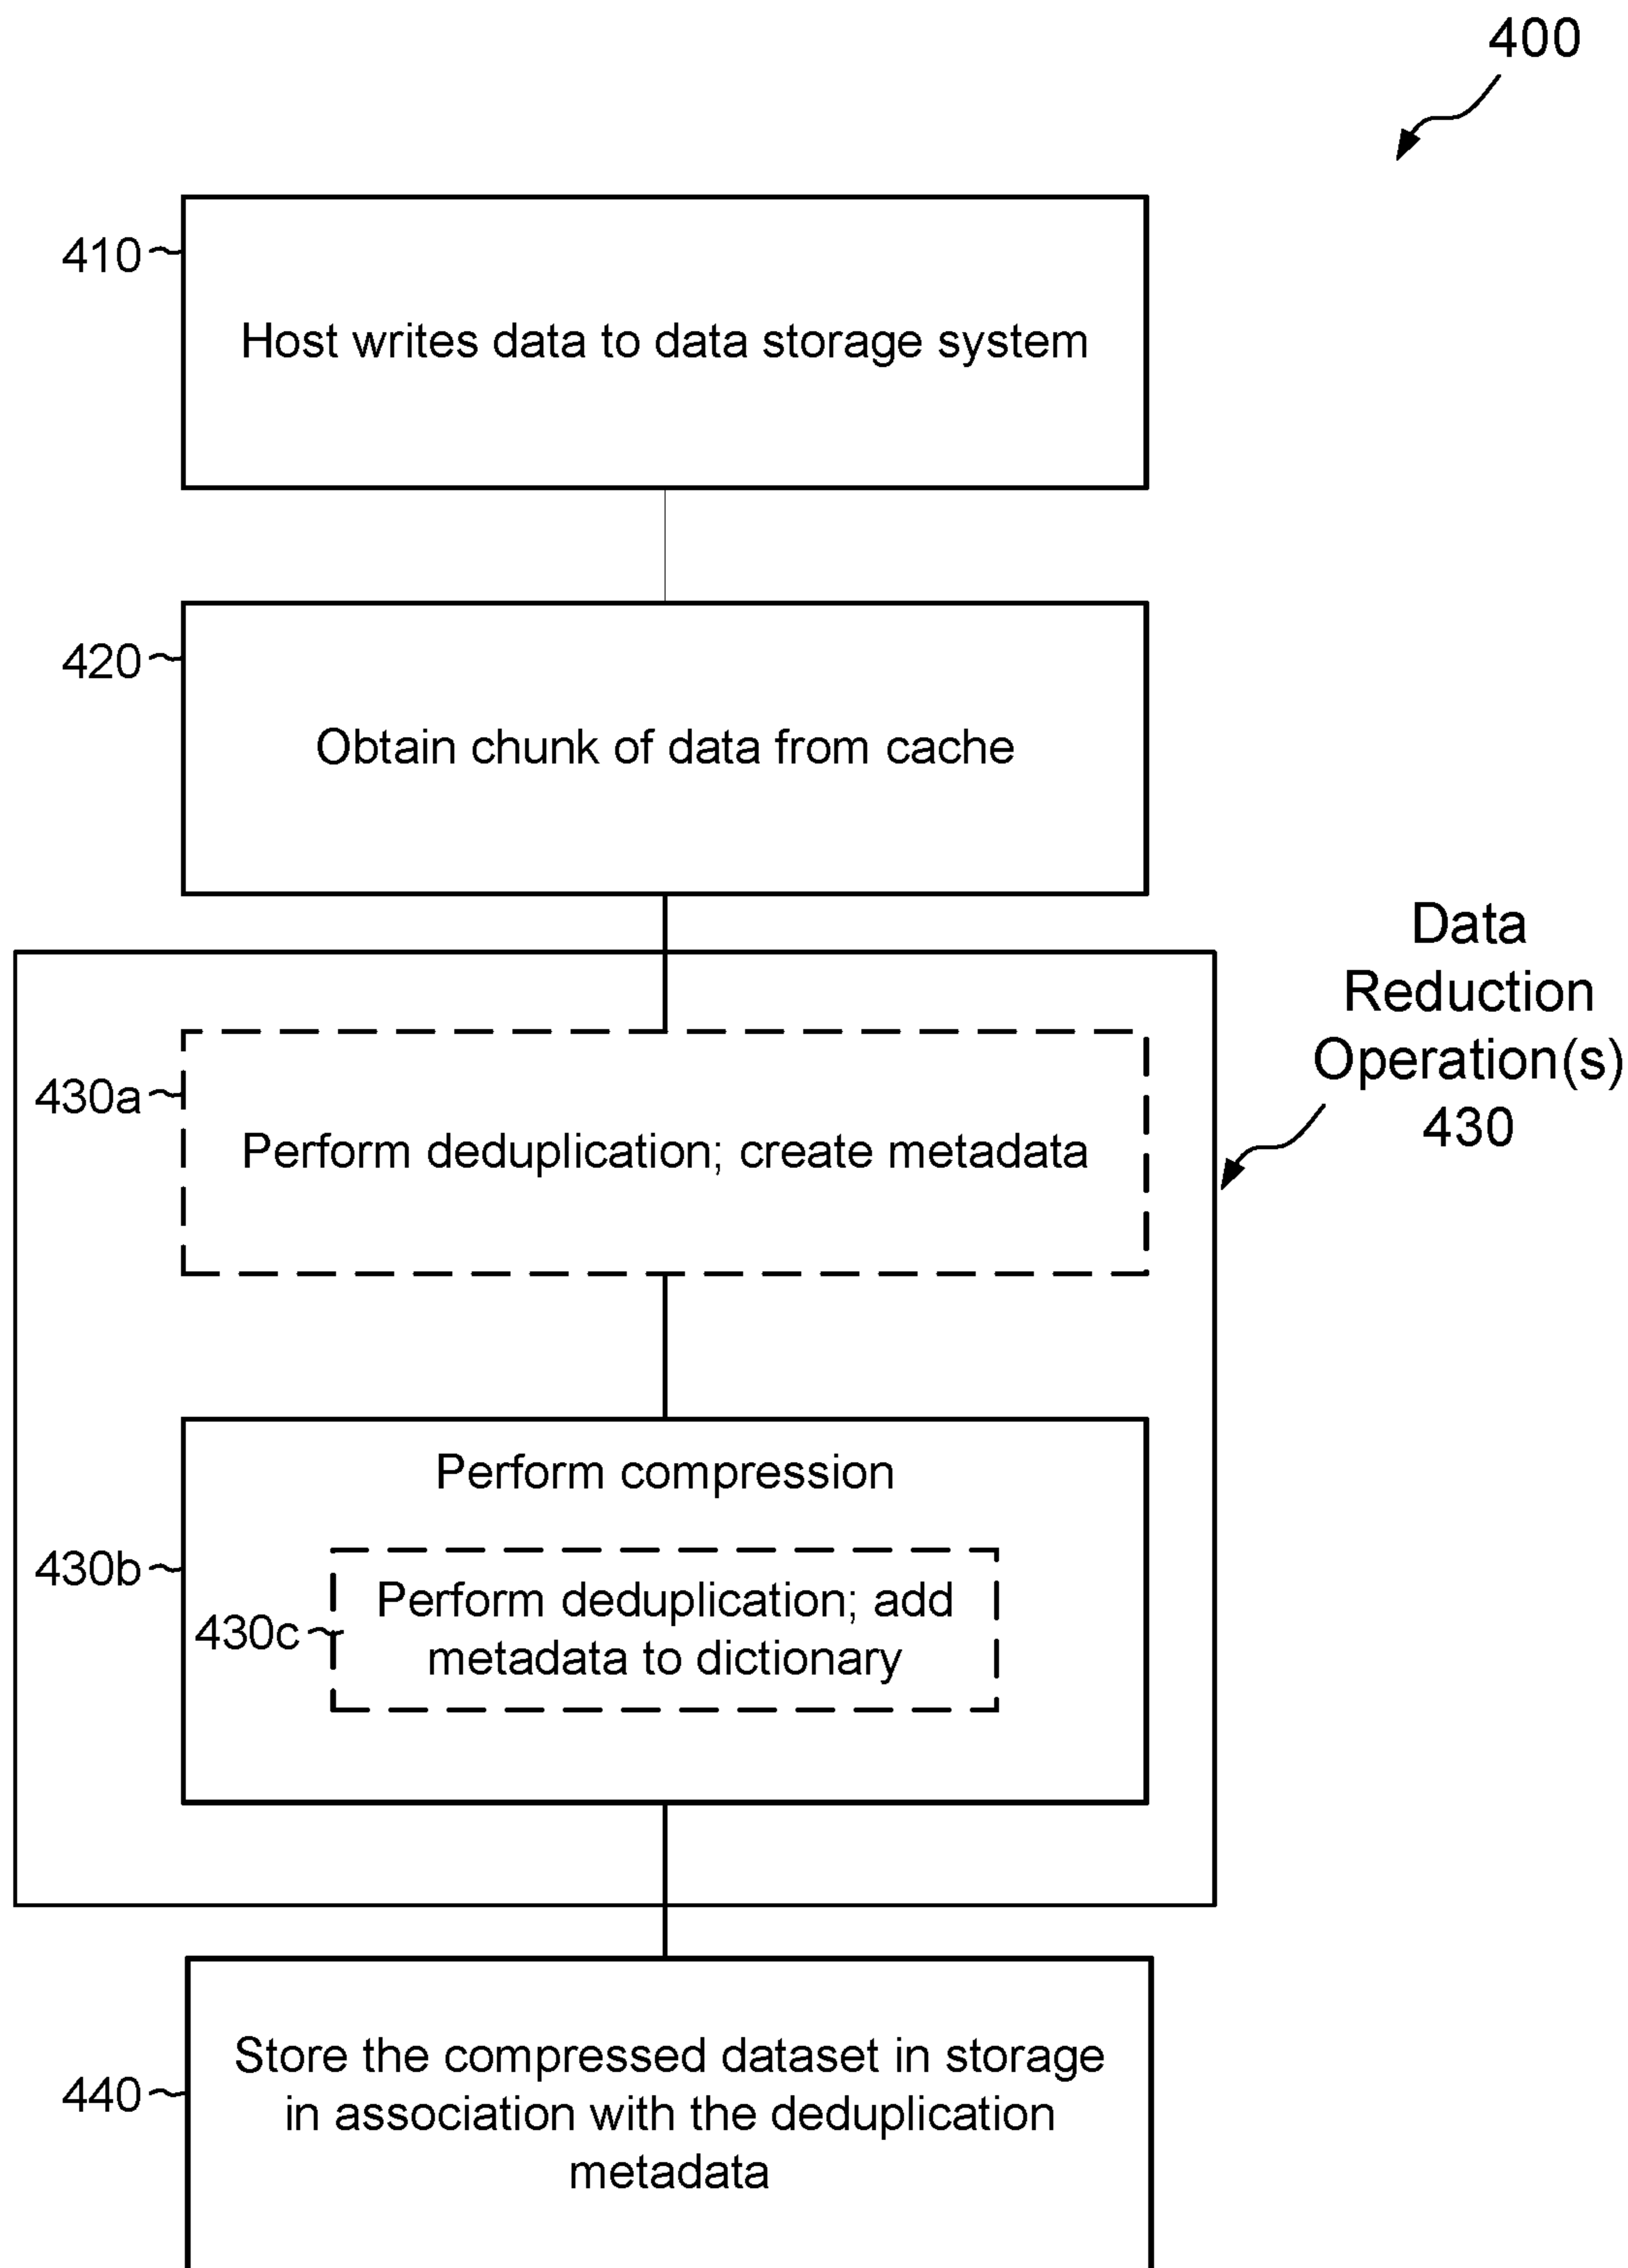 400
410
Host writes data to data storage system
420
Obtain chunk of data from cache
Data
Reduction
Operation(s)
430
430a
Perform deduplication; create metadata
Perform compression
430b
430c
Perform deduplication; add
metadata to dictionary
440
Store the compressed dataset in storage
in association with the deduplication
metadata